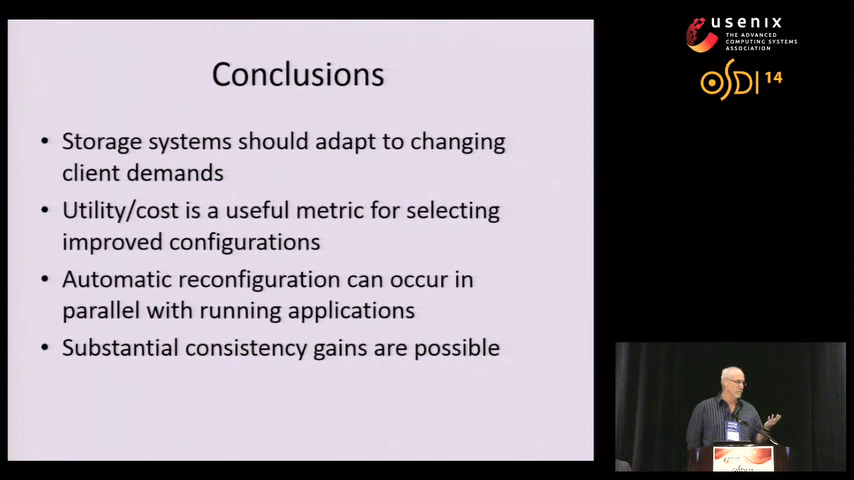 Conclusions
• Storage systems should adapt to changing
client demands
• Utility/cost is a useful metric for selecting
improved configurations
• Automatic reconfiguration can occur in
parallel with running applications
• Substantial consistency gains are possible
usenix
THE ADVANCED
COMPUTING SYSTEMS
ASSOCIATION
OSDI 14